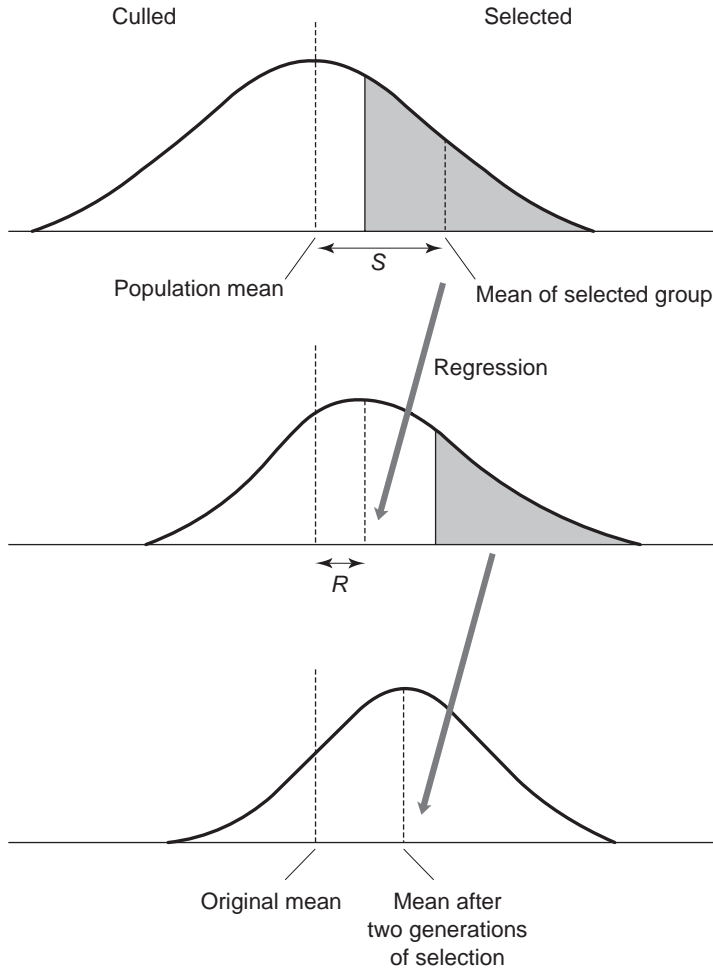 Culled
Selected
S
Population mean
Mean of selected group
Regression
R
Original mean
Mean after
two generations
of selection